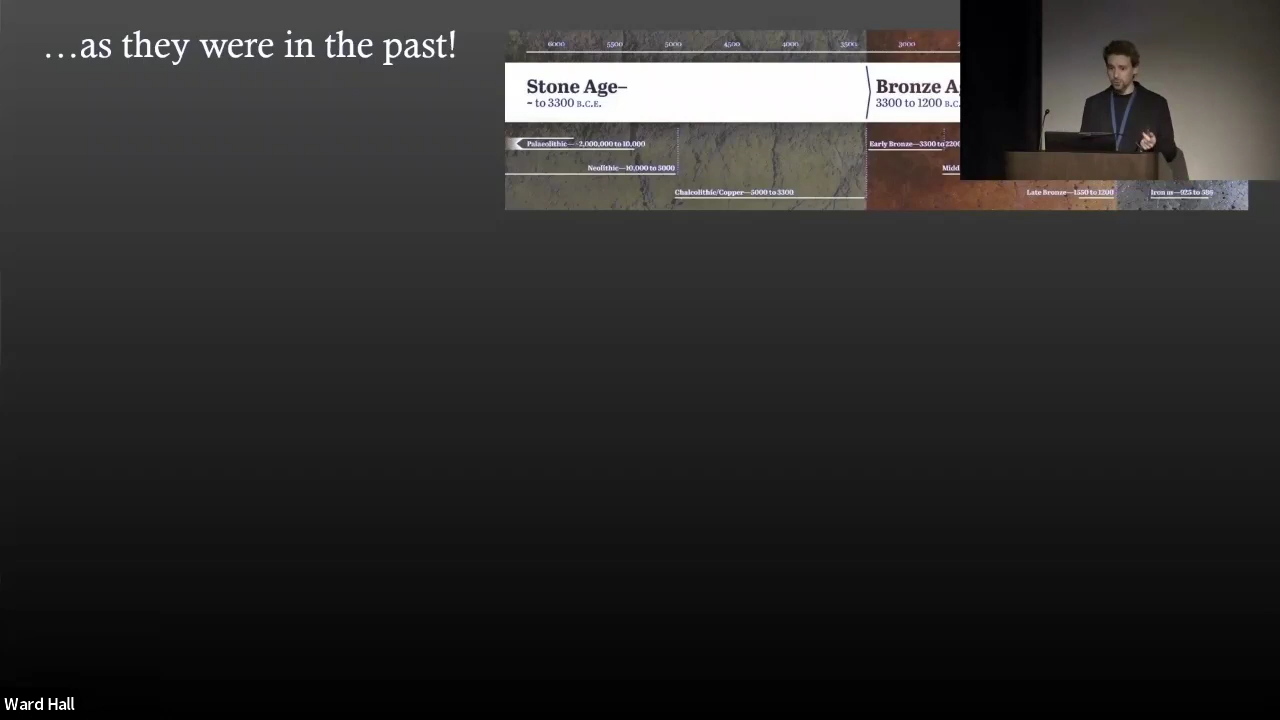 …as they were in the past!
6000 5500 5000 4500 4000 3500 3000
Stone Age–
~ to 3300 B.C.E.
Bronze A
3300 to 1200 B.C.
Palaeolithic— 2,000,000 to 10,000
Early Bronze—3300 to 2200
Neolithic—10,000 to 5000
Midd
Chalcolithic/Copper—5000 to 3300
Late Bronze—1550 to 1200
Iron
Ward Hall